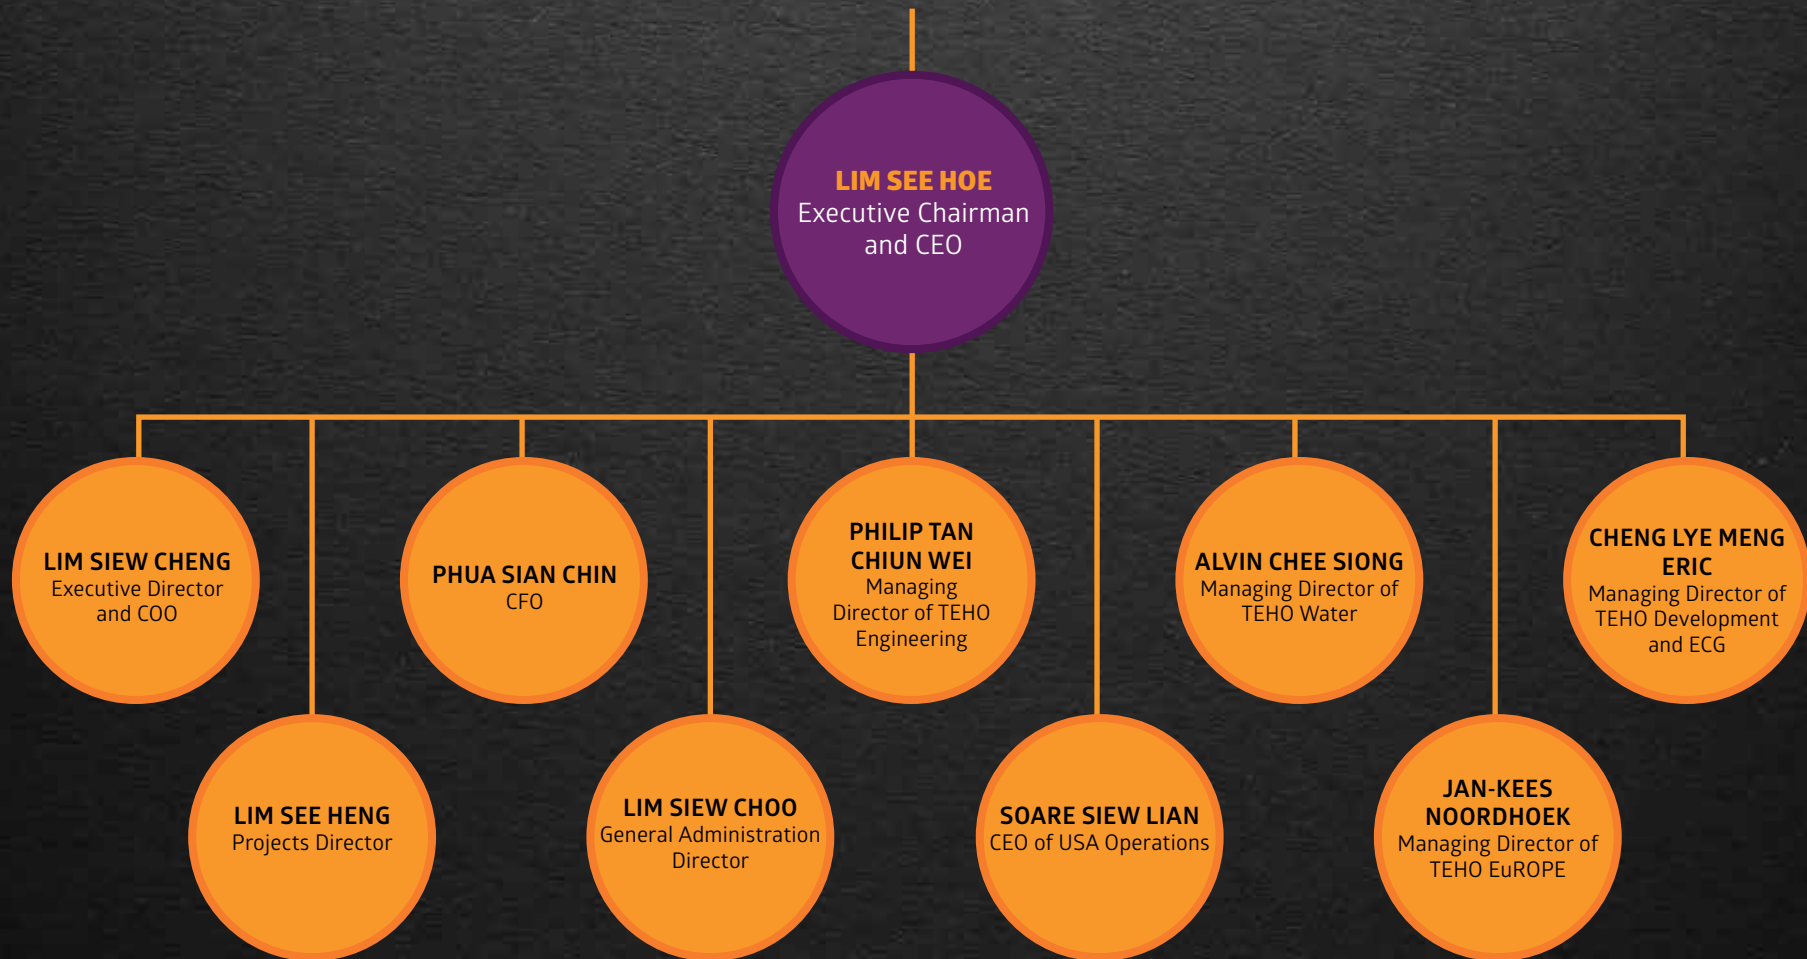 LIM SEE HOE
Executive Chairman
and CEO
LIM SIEW CHENG
Executive Director
and COO
PHUA SIAN CHIN
CFO
PHILIP TAN
CHIUN WEI
Managing
Director of TEHO
Engineering
ALVIN CHEE SIONG
Managing Director of
TEHO Water
CHENG LYE MENG
ERIC
Managing Director of
TEHO Development
and ECG
LIM SEE HENG
Projects Director
LIM SIEW CHOO
General Administration
Director
SOARE SIEW LIAN
CEO of USA Operations
JAN-KEES
NOORDHOEK
Managing Director of
TEHO EuROPE